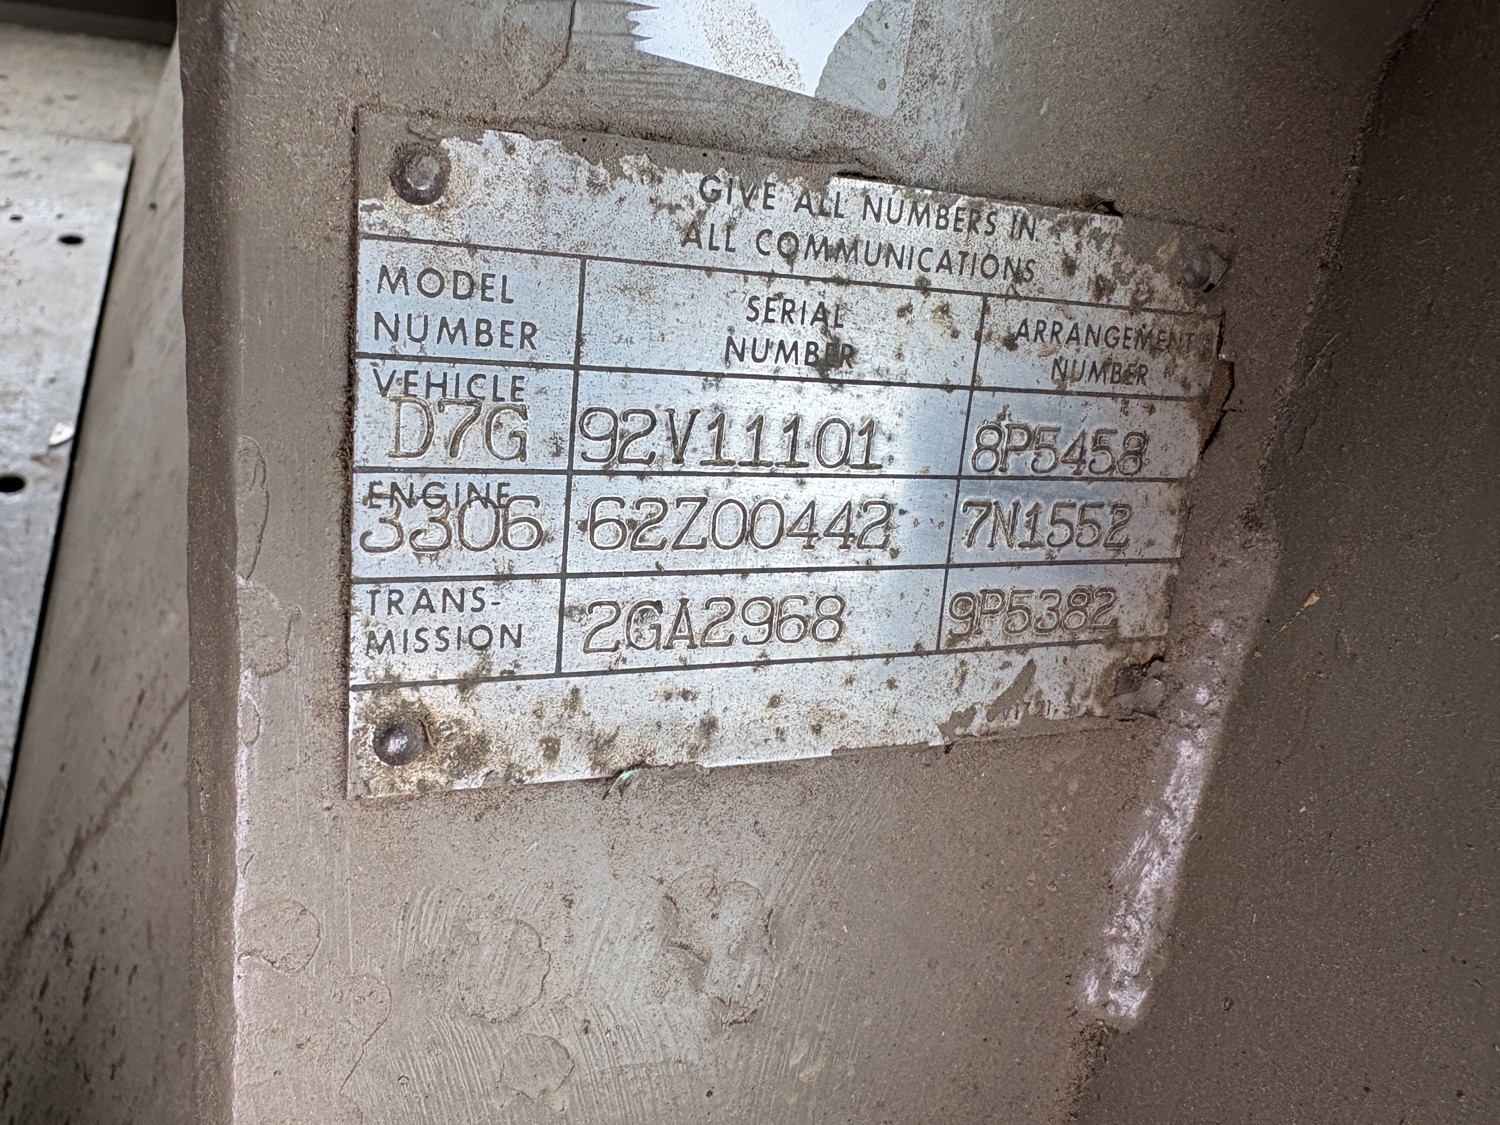 GIVE ALL NUMBERS IN
ALL COMMUNICATIONS
MODEL NUMBER
SERIAL NUMBER
ARRANGEMENT NUMBER
VEHICLE
D7G 92V11101 8P5458
ENGINE
3306 62Z00442 7N1552
TRANS-
MISSION 2GA2968 9P5382